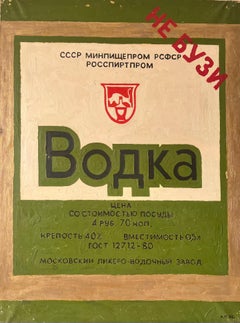 НЕ БУЗИ
СССР МИНПИЩЕПРОМ РСФСР
РОССПИРТПРОМ
Водка
ЦЕНА
СО СТОИМОСТЬЮ ПОСУДЫ
4 РУБ. 70 КОП.
КРЕПОСТЬ 40% ВМЕСТИМОСТЬ 0,5л
ГОСТ 12712-80
МОСКОВСКИЙ ЛИКЕРО-ВОДОЧНЫЙ ЗАВОД